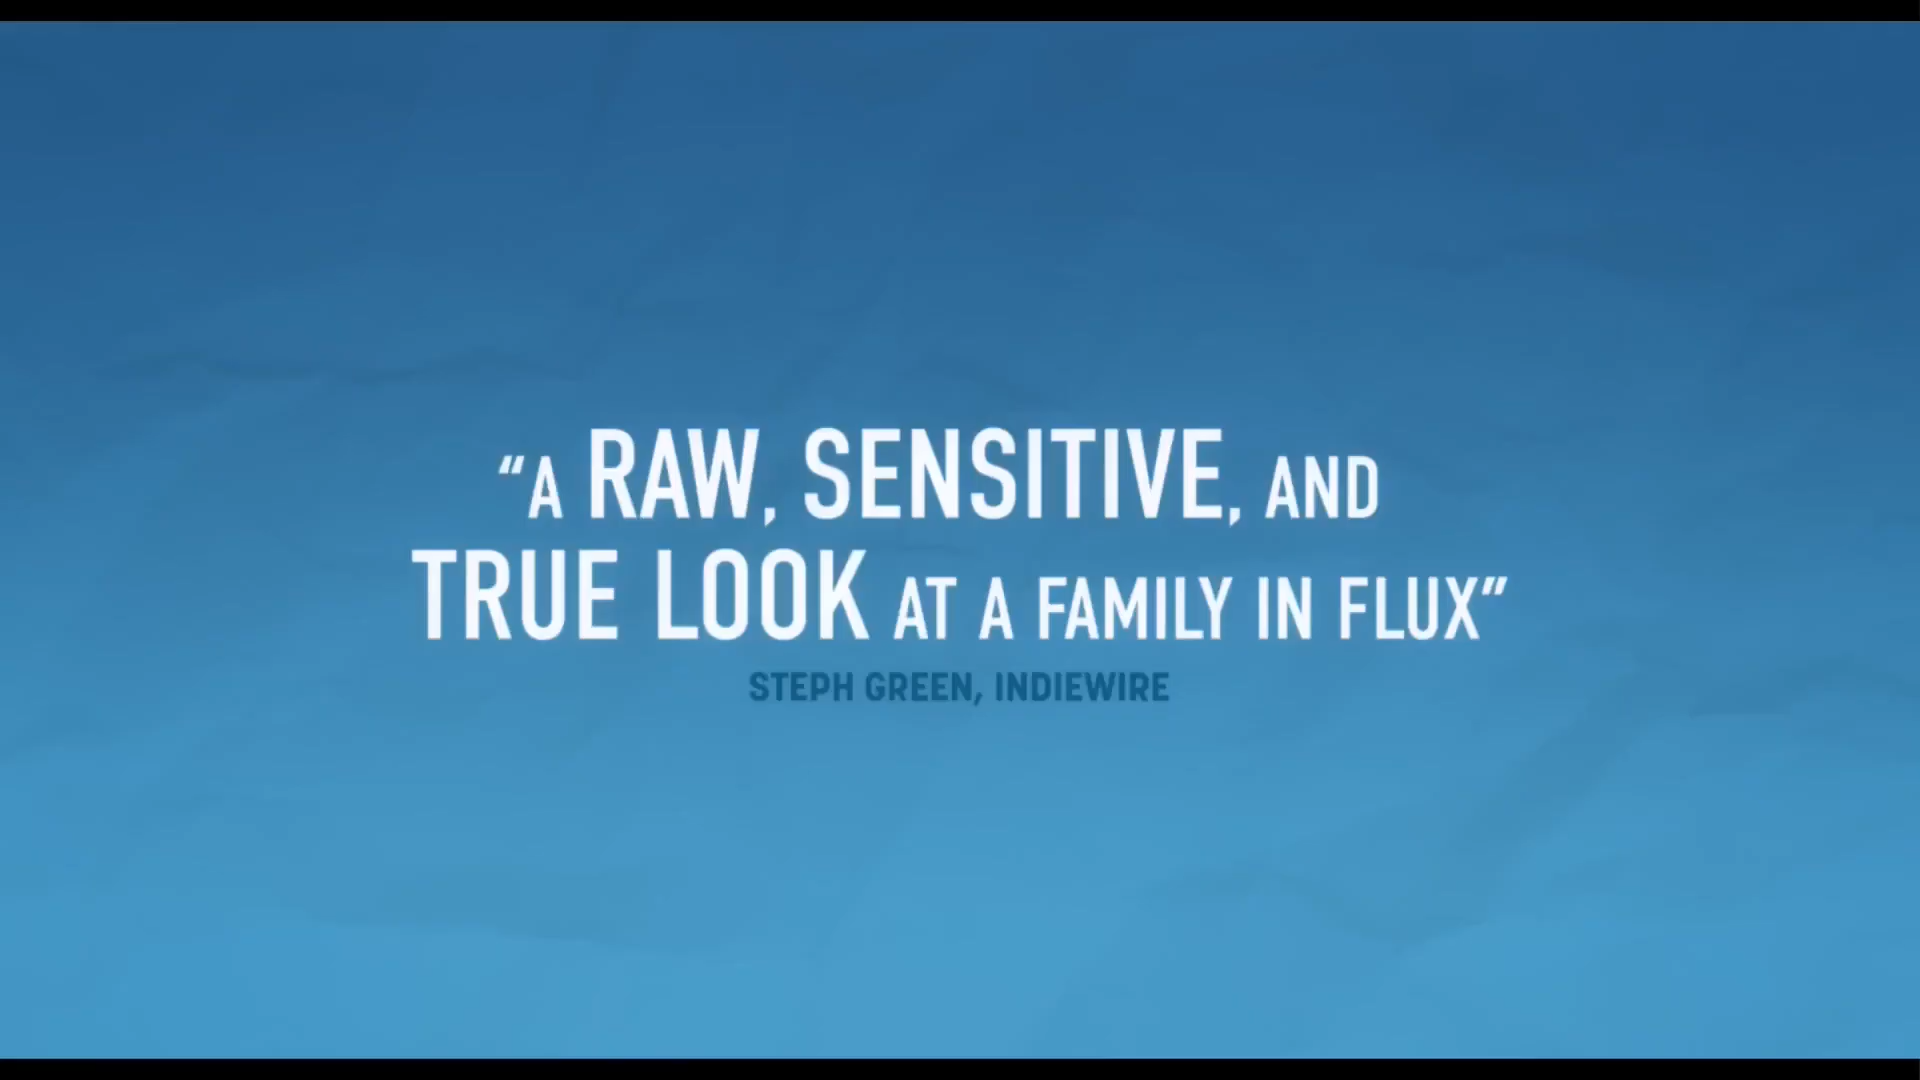 “A RAW, SENSITIVE, AND
TRUE LOOK AT A FAMILY IN FLUX”
STEPH GREEN, INDIEWIRE